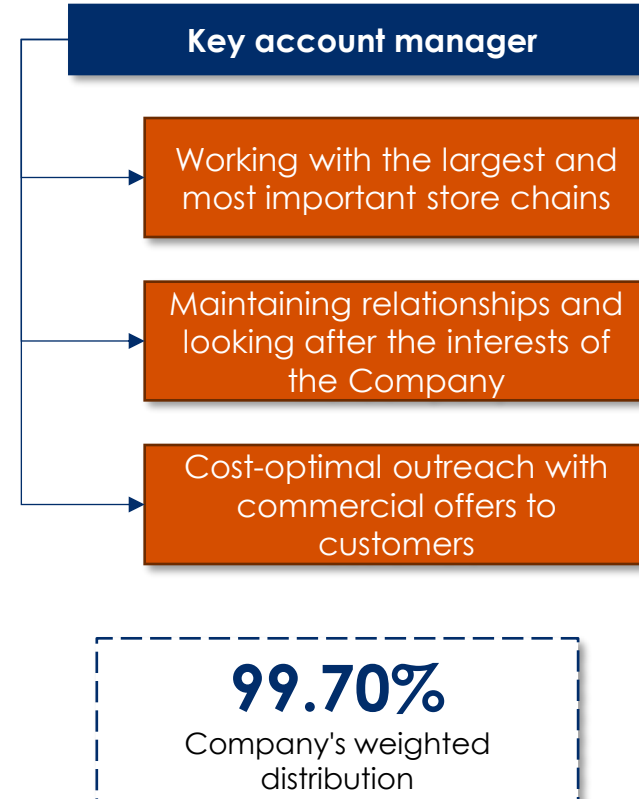 Key account manager
Working with the largest and
most important store chains
Maintaining relationships and
looking after the interests of
the Company
Cost-optimal outreach with
commercial offers to
customers
99.70%
Company's weighted
distribution